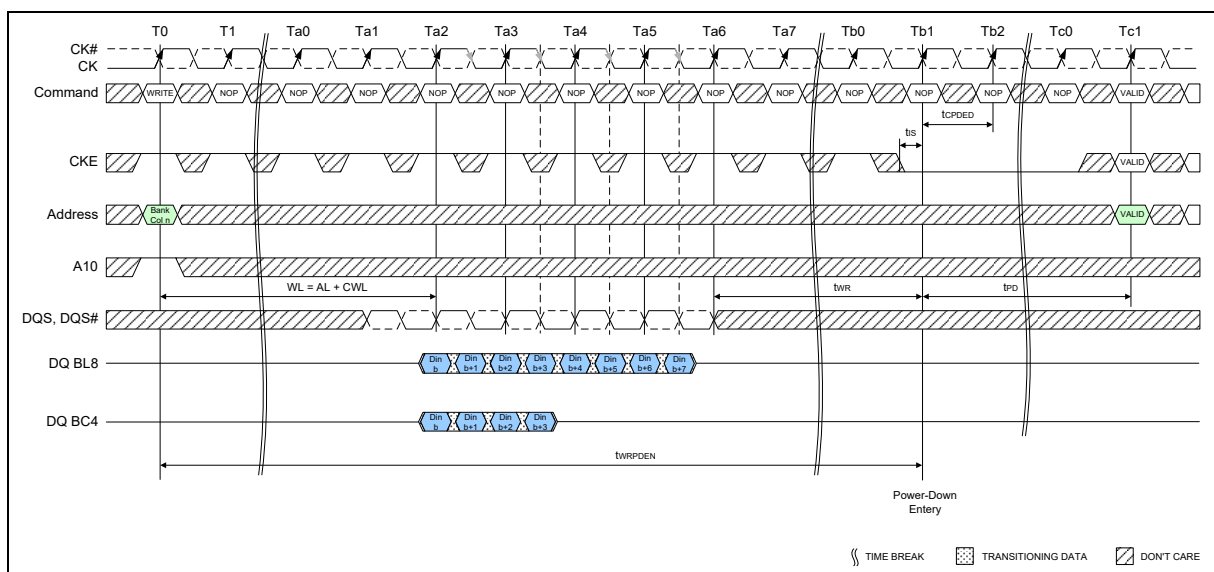 T0 T1 Ta0 Ta1 Ta2 Ta3 Ta4 Ta5 Ta6 Ta7 Tb0 Tb1 Tb2 Tc0 Tc1
CK#
CK
Command WRITE NOP NOP NOP NOP NOP NOP NOP NOP NOP NOP NOP NOP NOP VALID
tCPDED
tIS
CKE VALID
Address Bank Col n VALID
A10
WL = AL + CWL tWR tPD
DQS, DQS#
DQ BL8 Din b Din b+1 Din b+2 Din b+3 Din b+4 Din b+5 Din b+6 Din b+7
DQ BC4 Din b Din b+1 Din b+2 Din b+3
tWRPDEN
Power-Down
Entery
TIME BREAK TRANSITIONING DATA DON'T CARE